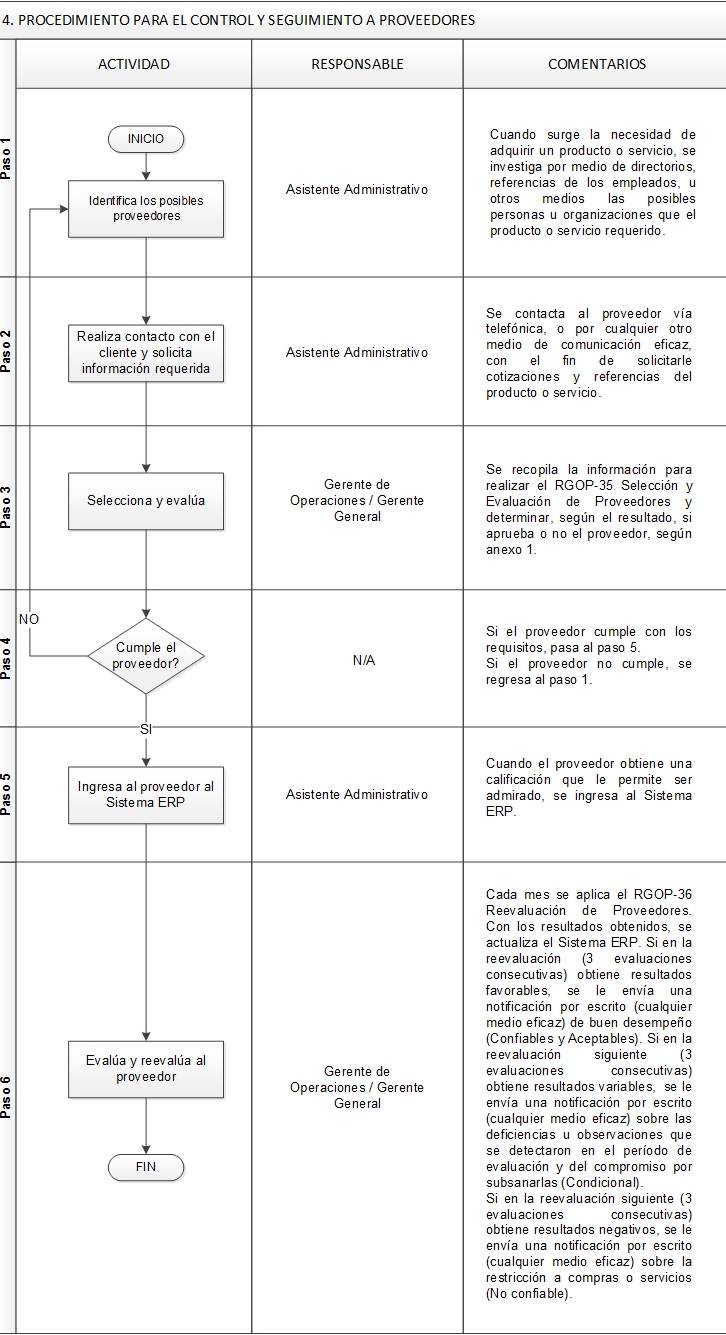 4. PROCEDIMIENTO PARA EL CONTROL Y SEGUIMIENTO A PROVEEDORES
ACTIVIDAD
RESPONSABLE
COMENTARIOS
Paso 1
INICIO
Identifica los posibles
proveedores
Asistente Administrativo
Cuando surge la necesidad de
adquirir un producto o servicio, se
investiga por medio de directorios,
referencias de los empleados, u
otros medios las posibles
personas u organizaciones que el
producto o servicio requerido.
Paso 2
Realiza contacto con el
cliente y solicita
información requerida
Asistente Administrativo
Se contacta al proveedor vía
telefónica, o por cualquier otro
medio de comunicación eficaz,
con el fin de solicitarle
cotizaciones y referencias del
producto o servicio.
Paso 3
Selecciona y evalúa
Gerente de
Operaciones / Gerente
General
Se recopila la información para
realizar el RGOP-35 Selección y
Evaluación de Proveedores y
determinar, según el resultado, si
aprueba o no el proveedor, según
anexo 1.
Paso 4
NO
Cumple el
proveedor?
N/A
Si el proveedor cumple con los
requisitos, pasa al paso 5.
Si el proveedor no cumple, se
regresa al paso 1.
SI
Paso 5
Ingresa al proveedor al
Sistema ERP
Asistente Administrativo
Cuando el proveedor obtiene una
calificación que le permite ser
admirado, se ingresa al Sistema
ERP.
Paso 6
Evalúa y reevalúa al
proveedor
FIN
Gerente de
Operaciones / Gerente
General
Cada mes se aplica el RGOP-36
Reevaluación de Proveedores.
Con los resultados obtenidos, se
actualiza el Sistema ERP. Si en la
reevaluación (3 evaluaciones
consecutivas) obtiene resultados
favorables, se le envía una
notificación por escrito (cualquier
medio eficaz) de buen desempeño
(Confiables y Aceptables). Si en la
reevaluación siguiente (3
evaluaciones consecutivas)
obtiene resultados variables, se le
envía una notificación por escrito
(cualquier medio eficaz) sobre las
deficiencias u observaciones que
se detectaron en el período de
evaluación y del compromiso por
subsanarlas (Condicional).
Si en la reevaluación siguiente (3
evaluaciones consecutivas)
obtiene resultados negativos, se le
envía una notificación por escrito
(cualquier medio eficaz) sobre la
restricción a compras o servicios
(No confiable).